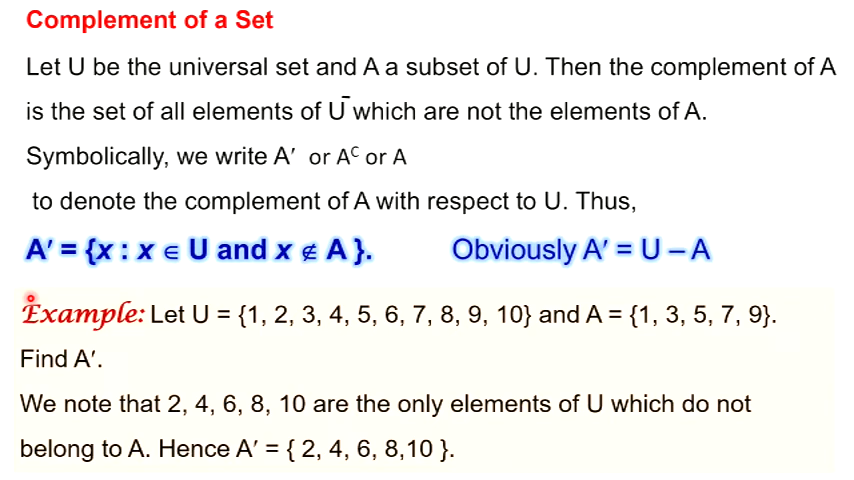 Complement of a Set
Let U be the universal set and A a subset of U. Then the complement of A
is the set of all elements of U which are not the elements of A.
Symbolically, we write A′ or Aᶜ or A
to denote the complement of A with respect to U. Thus,
A′ = {x : x ∈ U and x ∉ A }. Obviously A′ = U – A
Example: Let U = {1, 2, 3, 4, 5, 6, 7, 8, 9, 10} and A = {1, 3, 5, 7, 9}.
Find A′.
We note that 2, 4, 6, 8, 10 are the only elements of U which do not
belong to A. Hence A′ = { 2, 4, 6, 8,10 }.